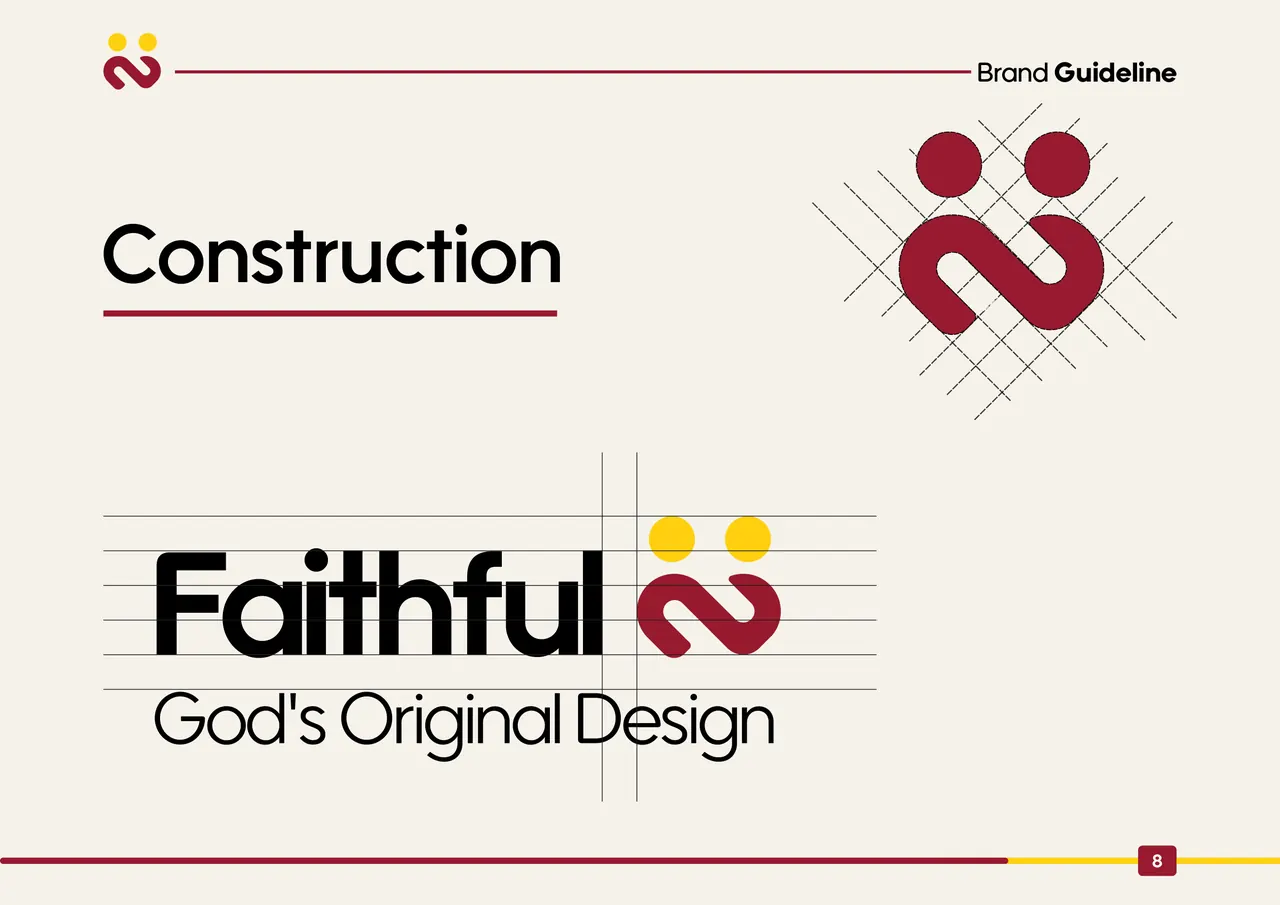 Brand Guideline
Construction
Faithful
God's Original Design
8